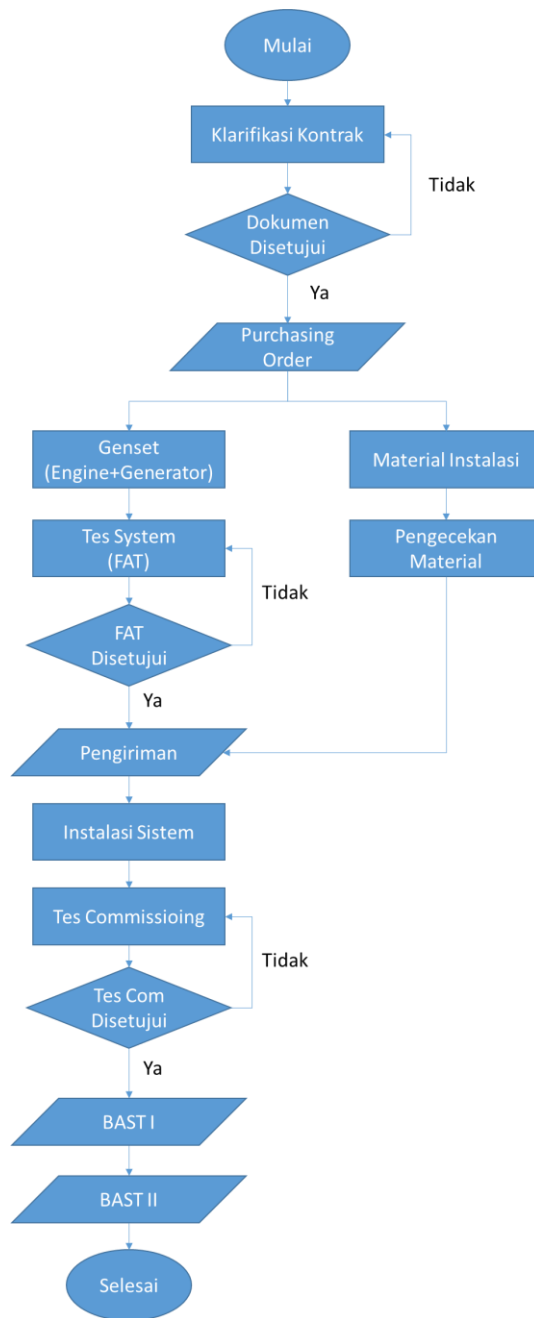 Mulai
Klarifikasi Kontrak
Tidak
Dokumen
Disetujui
Ya
Purchasing
Order
Genset
(Engine+Generator)
Material Instalasi
Tes System
(FAT)
Pengecekan
Material
Tidak
FAT
Disetujui
Ya
Pengiriman
Instalasi Sistem
Tes Commissioing
Tidak
Tes Com
Disetujui
Ya
BAST I
BAST II
Selesai